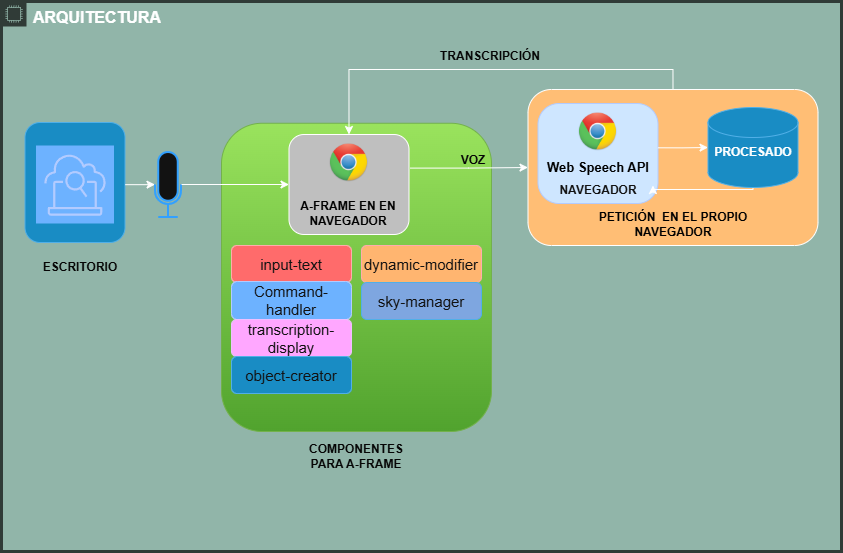 ARQUITECTURA
TRANSCRIPCIÓN
ESCRITORIO
A-FRAME EN EN
NAVEGADOR
VOZ
Web Speech API
NAVEGADOR
PROCESADO
PETICIÓN EN EL PROPIO
NAVEGADOR
input-text
dynamic-modifier
Command-
handler
sky-manager
transcription-
display
object-creator
COMPONENTES
PARA A-FRAME